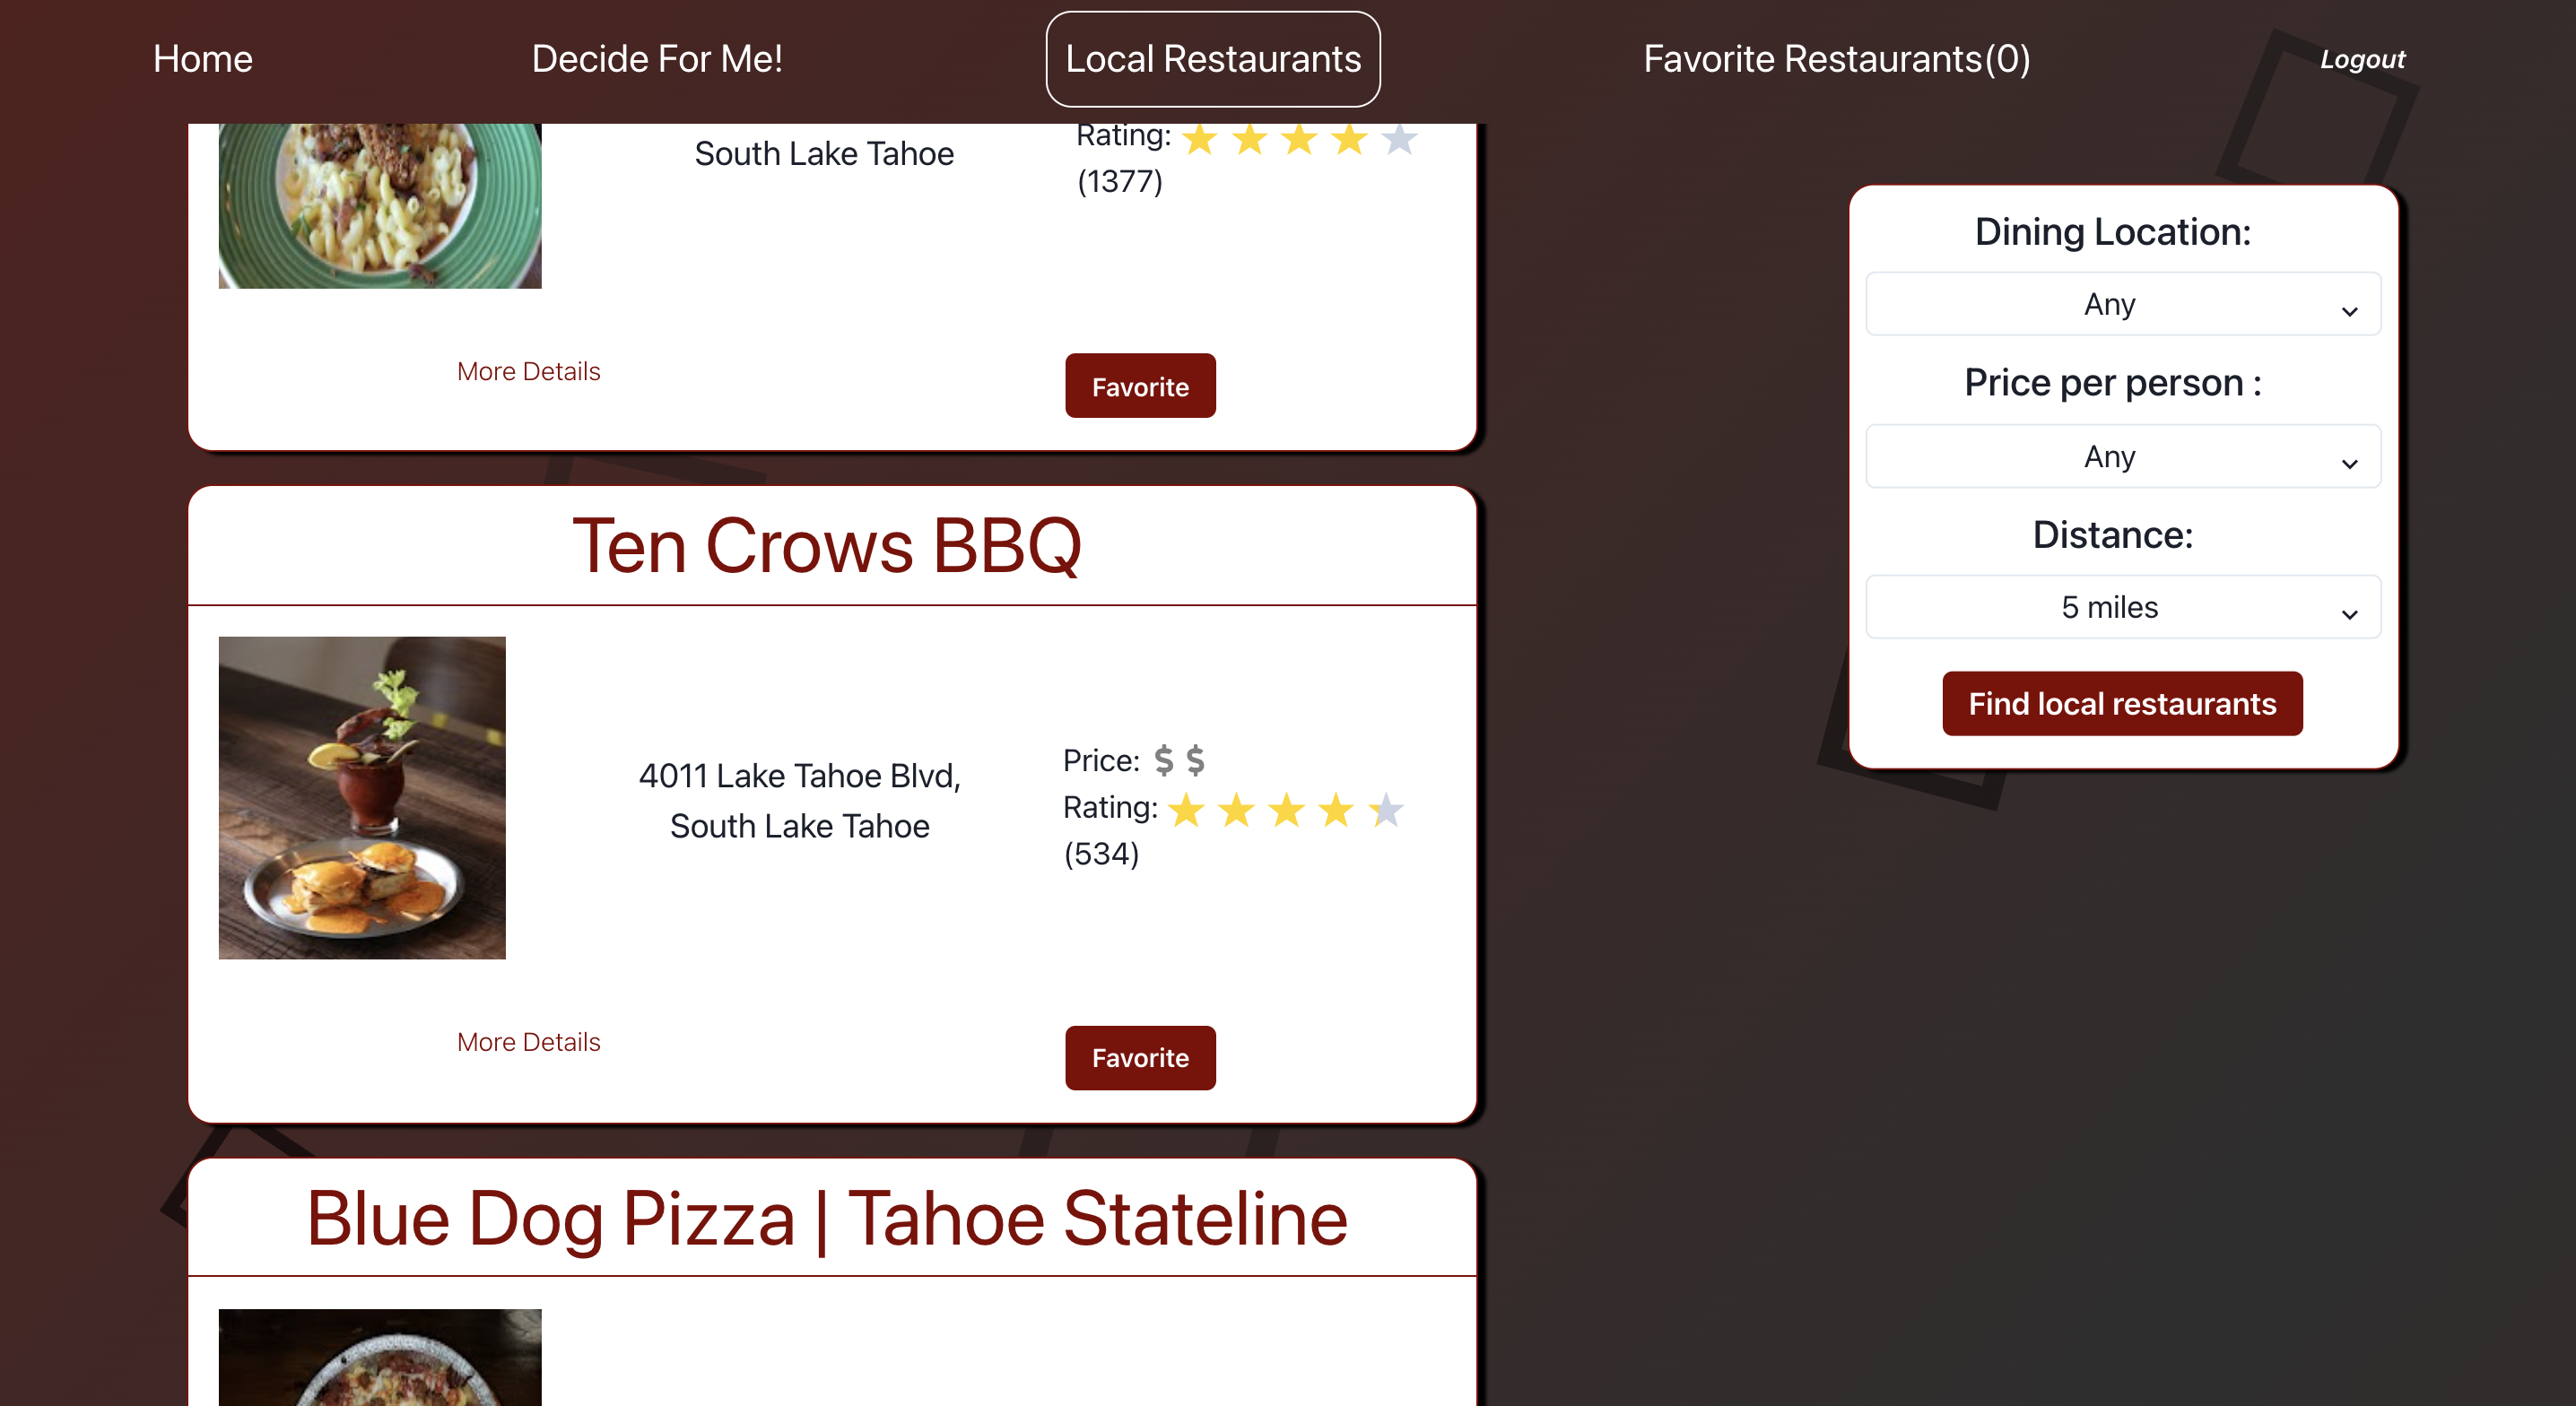 Home
Decide For Me!
Local Restaurants
Favorite Restaurants(0)
Logout
South Lake Tahoe
Rating:
(1377)
More Details
Favorite
Ten Crows BBQ
4011 Lake Tahoe Blvd,
South Lake Tahoe
Price: $ $
Rating:
(534)
More Details
Favorite
Blue Dog Pizza | Tahoe Stateline
Dining Location:
Any
Price per person :
Any
Distance:
5 miles
Find local restaurants